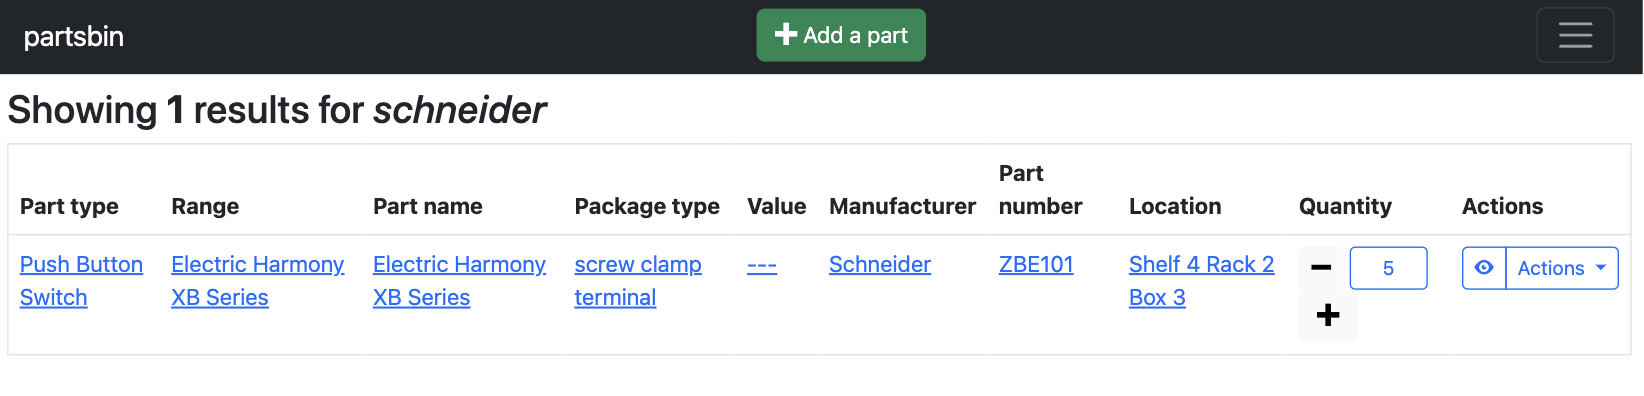 partsbin
Add a part
Showing 1 results for schneider
Part type Range Part name Package type Value Manufacturer Part number Location Quantity Actions
Push Button Switch Electric Harmony XB Series Electric Harmony XB Series screw clamp terminal --- Schneider ZBE101 Shelf 4 Rack 2 Box 3 5 Actions